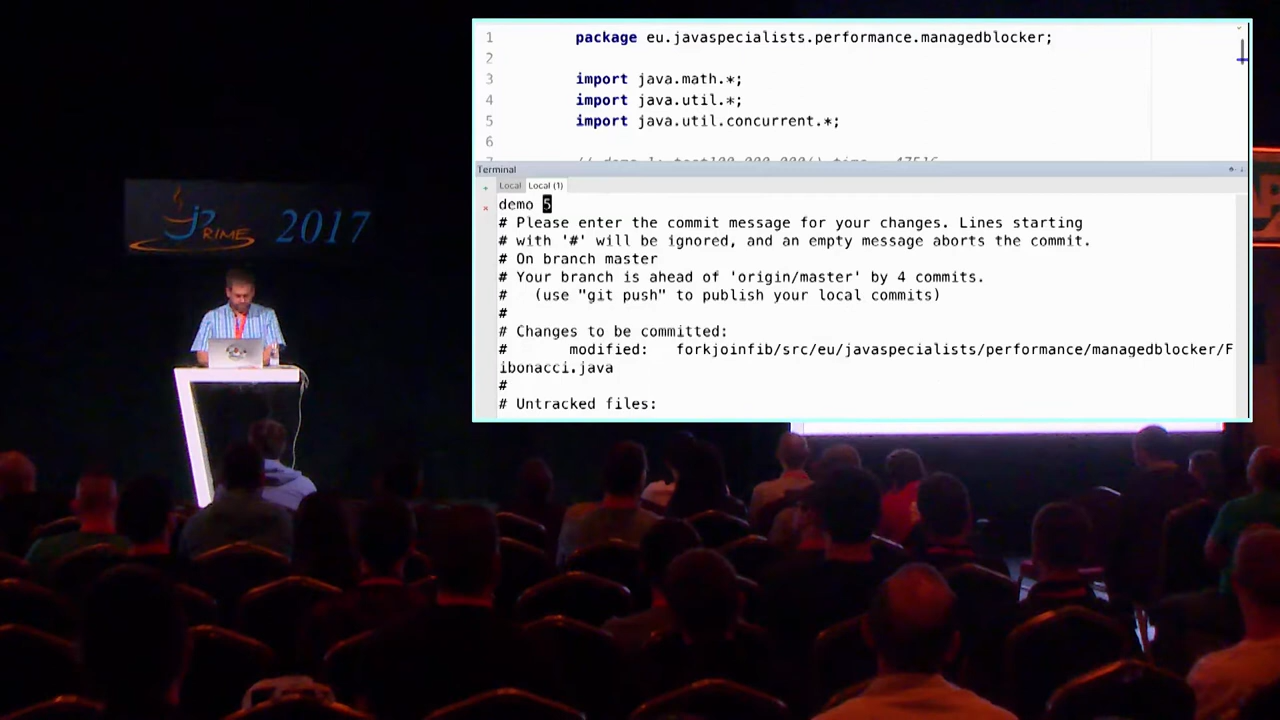 1 package eu.javaspecialists.performance.managedblocker;
2
3 import java.math.*;
4 import java.util.*;
5 import java.util.concurrent.*;
6
Terminal
Local Local (1)
demo 5
# Please enter the commit message for your changes. Lines starting
# with '#' will be ignored, and an empty message aborts the commit.
# On branch master
# Your branch is ahead of 'origin/master' by 4 commits.
#   (use "git push" to publish your local commits)
#
# Changes to be committed:
#       modified:   forkjoinfib/src/eu/javaspecialists/performance/managedblocker/F
ibonacci.java
#
# Untracked files:
jPRIME 2017